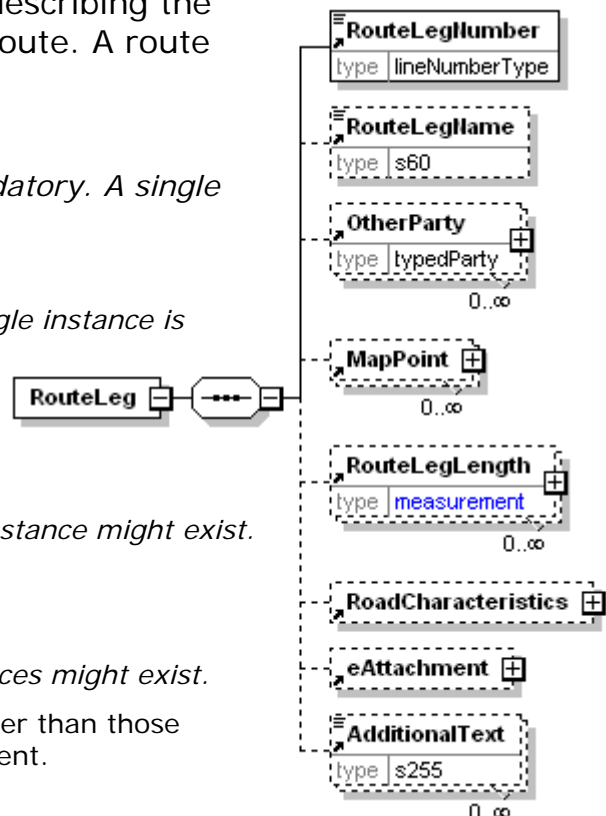 describing the
oute. A route
datory. A single
gle instance is
stance might exist.
ces might exist.
er than those
ent.
RouteLeg
RouteLegNumber
type lineNumberType
RouteLegName
type s60
OtherParty
type typedParty
0..∞
MapPoint
0..∞
RouteLegLength
type measurement
0..∞
RoadCharacteristics
eAttachment
AdditionalText
type s255
0..∞